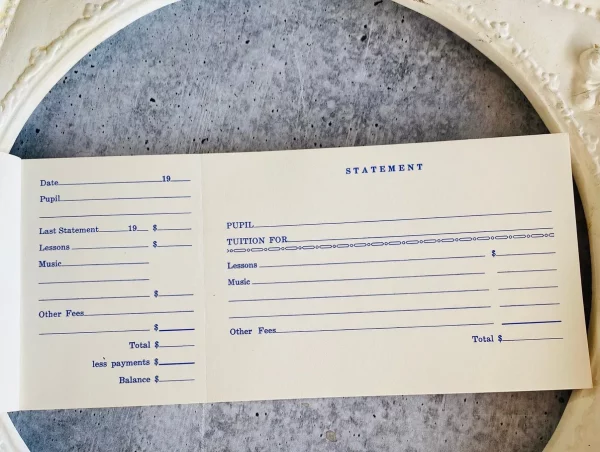 Date 19
Pupil
Last Statement 19 $
Lessons $
Music
$
Other Fees
$
Total $
less payments $
Balance $
STATEMENT
PUPIL
TUITION FOR
Lessons $
Music
Other Fees
Total $